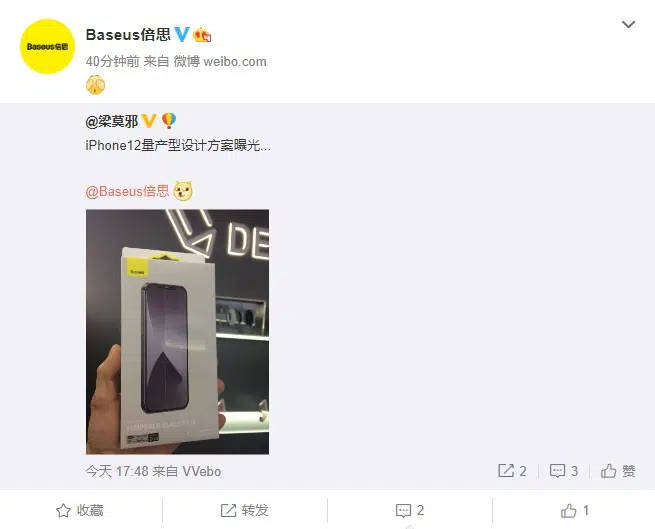 Baseus倍思
Baseus倍思
40分钟前 来自 微博 weibo.com
@梁莫邪
iPhone12量产型设计方案曝光...
@Baseus倍思
DE
Baseus
TEMPERED GLASS FILM
今天 17:48 来自 VVebo
2
3
赞
收藏
转发
2
1